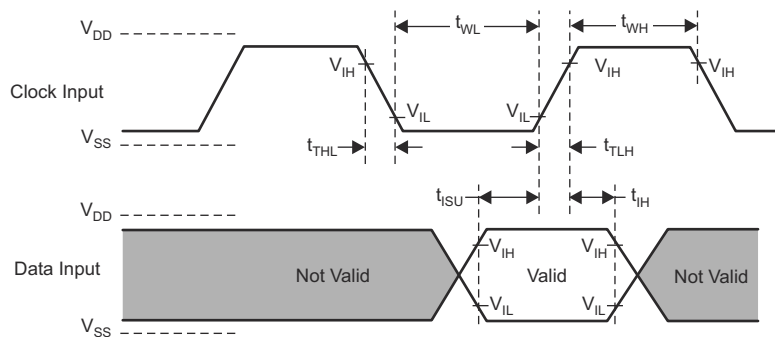 V_DD t_WL t_WH
V_IH V_IH V_IH
Clock Input
V_IL V_IL
V_SS
t_THL t_TLH
t_ISU t_IH
V_DD
V_IH V_IH
Data Input Not Valid Valid Not Valid
V_IL V_IL
V_SS